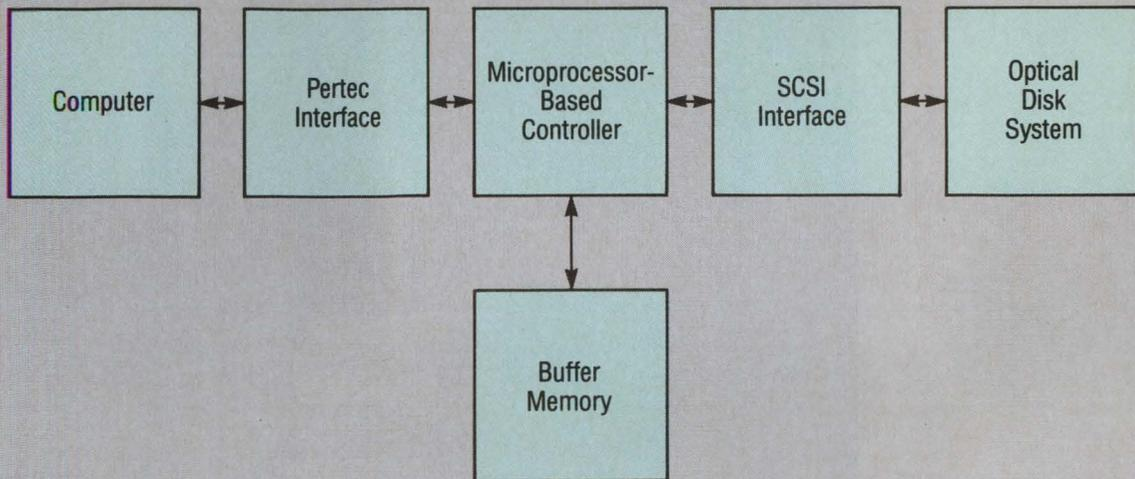 Computer
Pertec
Interface
Microprocessor-
Based
Controller
SCSI
Interface
Optical
Disk
System
Buffer
Memory